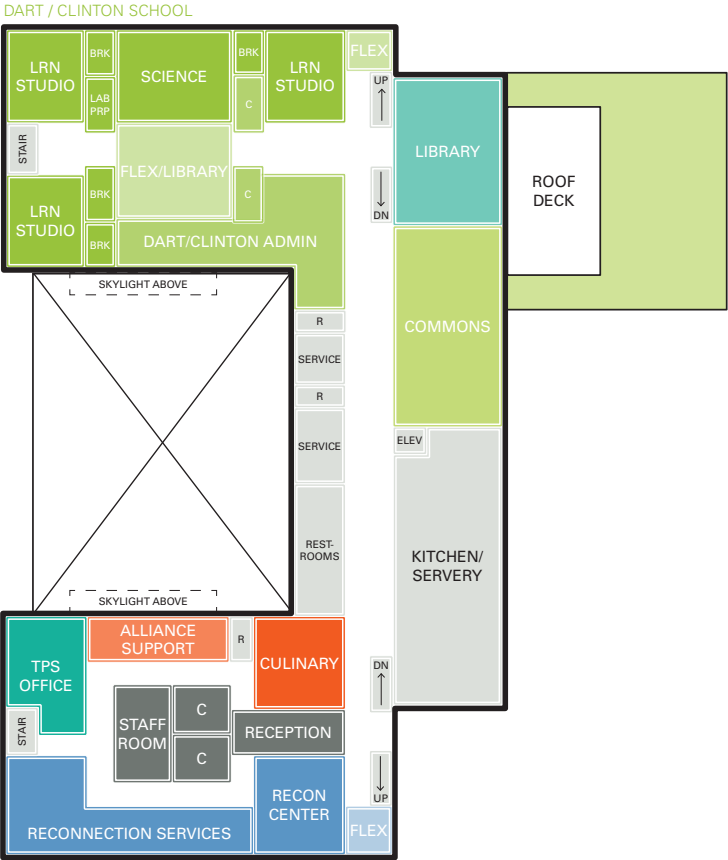 DART / CLINTON SCHOOL
LRN
STUDIO
BRK
SCIENCE
BRK
LRN
STUDIO
FLEX
LAB
PRP
C
UP
STAIR
FLEX/LIBRARY
LIBRARY
ROOF
DECK
LRN
STUDIO
BRK
C
DN
BRK
DART/CLINTON ADMIN
SKYLIGHT ABOVE
R
COMMONS
SERVICE
R
SERVICE
ELEV
REST-
ROOMS
KITCHEN/
SERVERY
SKYLIGHT ABOVE
TPS
OFFICE
ALLIANCE
SUPPORT
R
CULINARY
DN
STAIR
STAFF
ROOM
C
RECEPTION
C
UP
RECONNECTION SERVICES
RECON
CENTER
FLEX